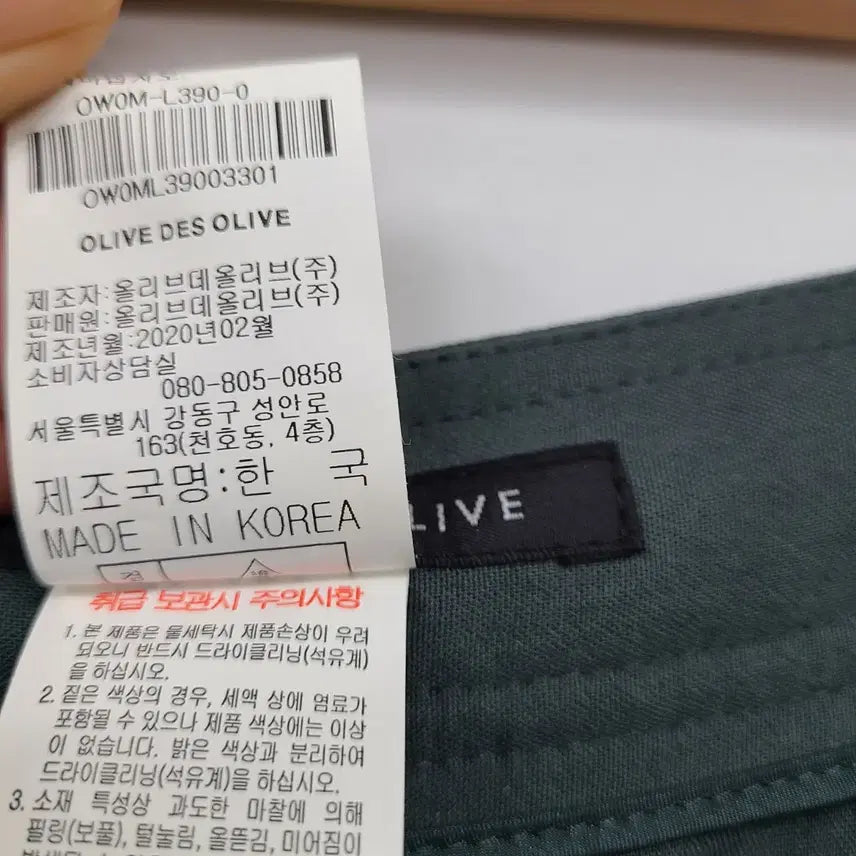 OW0M-L390-0
OW0ML39003301
OLIVE DES OLIVE
제조자:올리브데올리브(주)
판매원:올리브데올리브(주)
제조년월:2020년02월
소비자상담실
080-805-0858
서울특별시 강동구 성안로
163(천호동, 4층)
제조국명:한 국
MADE IN KOREA
LIVE
취급 보관시 주의사항
1. 본 제품은 물세탁시 제품손상이 우려
되오니 반드시 드라이클리닝(석유계)
을 하십시오.
2. 짙은 색상의 경우, 세액 상에 염료가
포함될 수 있으나 제품 색상에는 이상
이 없습니다. 밝은 색상과 분리하여
드라이클리닝(석유계)을 하십시오.
3. 소재 특성상 과도한 마찰에 의해
필링(보풀), 털눌림, 올뜯김, 미어짐이